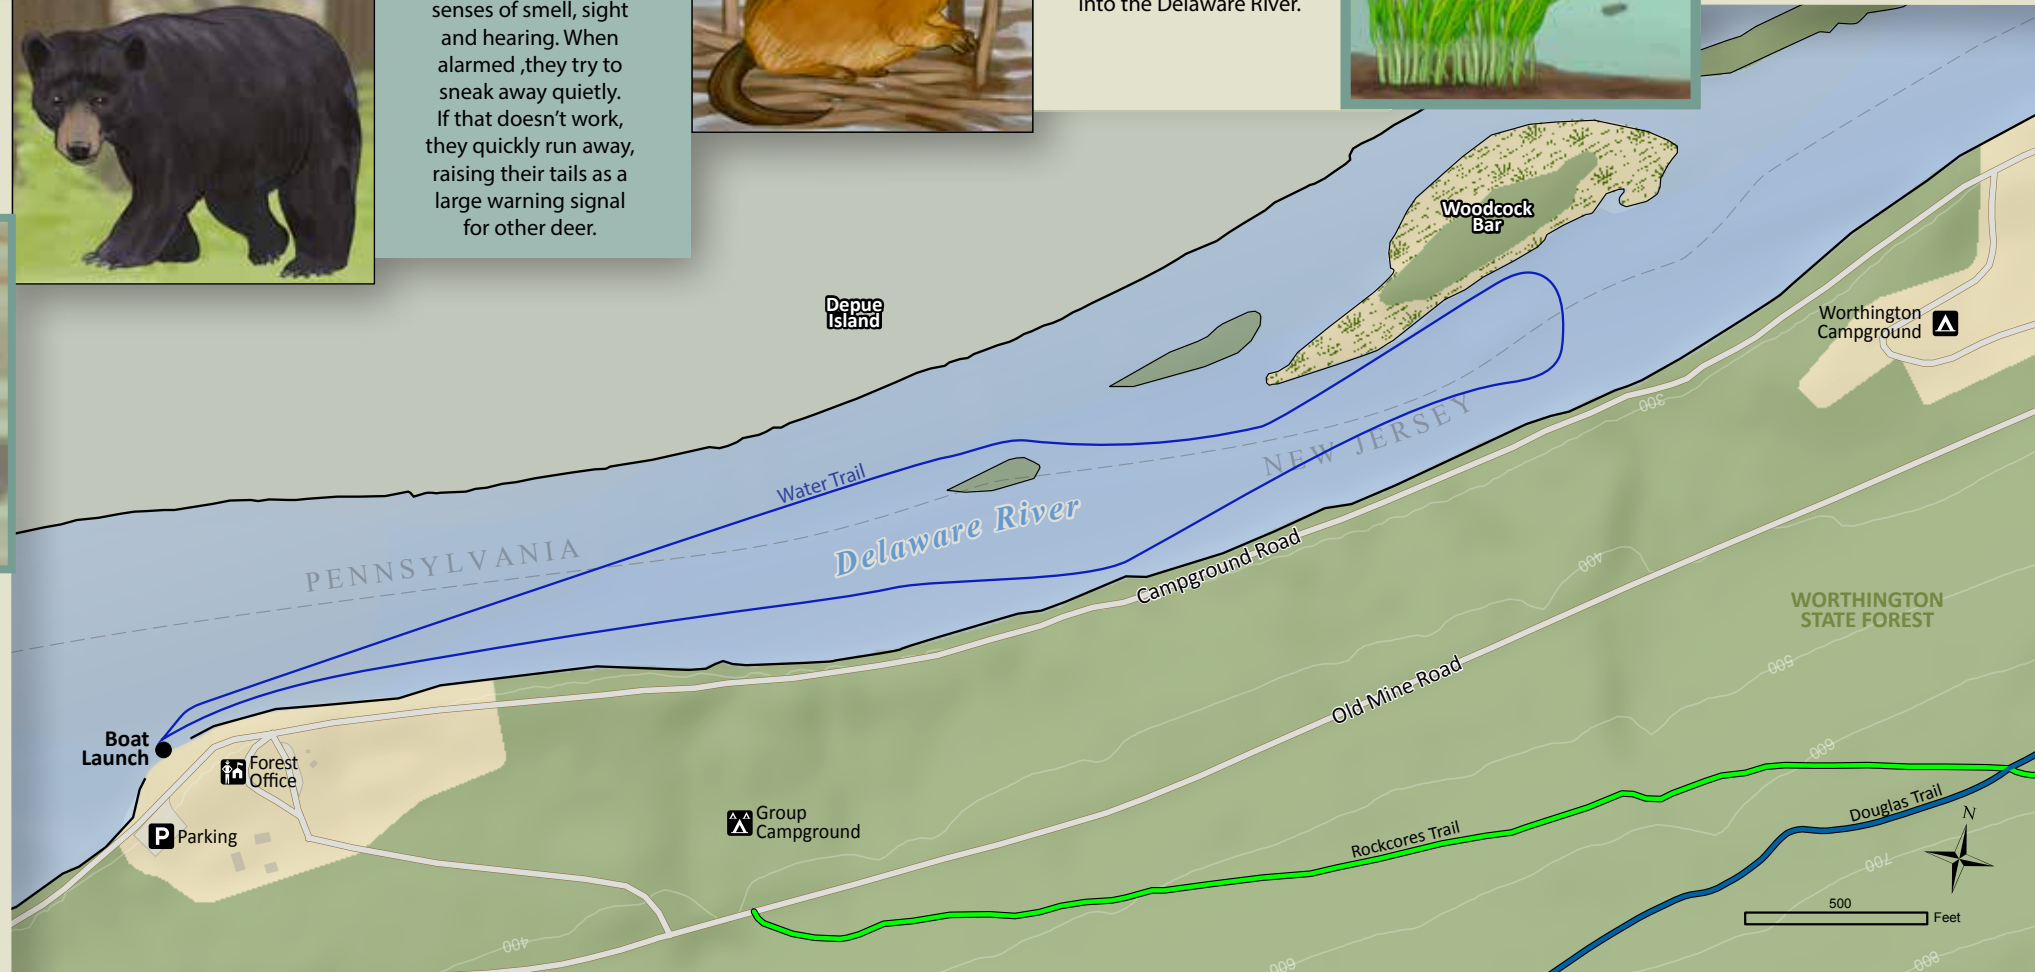 senses of smell, sight
and hearing. When
alarmed ,they try to
sneak away quietly.
If that doesn't work,
they quickly run away,
raising their tails as a
large warning signal
for other deer.
into the Delaware River.
Woodcock
Bar
Depue
Island
Worthington
Campground
300
NEW JERSEY
Water Trail
Delaware River
PENNSYLVANIA
Campground Road
400
WORTHINGTON
STATE FOREST
500
Old Mine Road
Boat
Launch
Forest
Office
P Parking
Group
Campground
600
Douglas Trail
N
Rockcores Trail
700
500
Feet
400
600
800